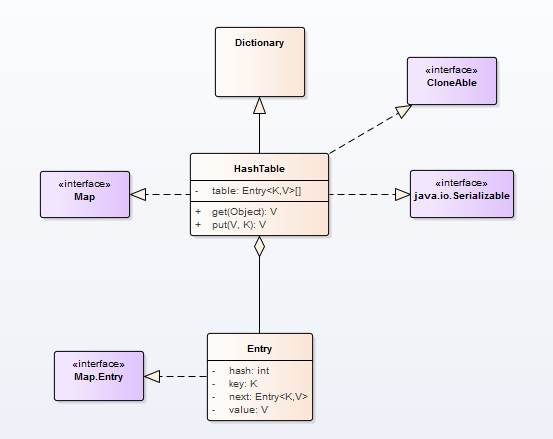 Dictionary
«interface»
CloneAble
HashTable
- table: Entry<K,V>[]
+ get(Object): V
+ put(V, K): V
«interface»
Map
«interface»
java.io.Serializable
Entry
- hash: int
- key: K
- next: Entry<K,V>
- value: V
«interface»
Map.Entry